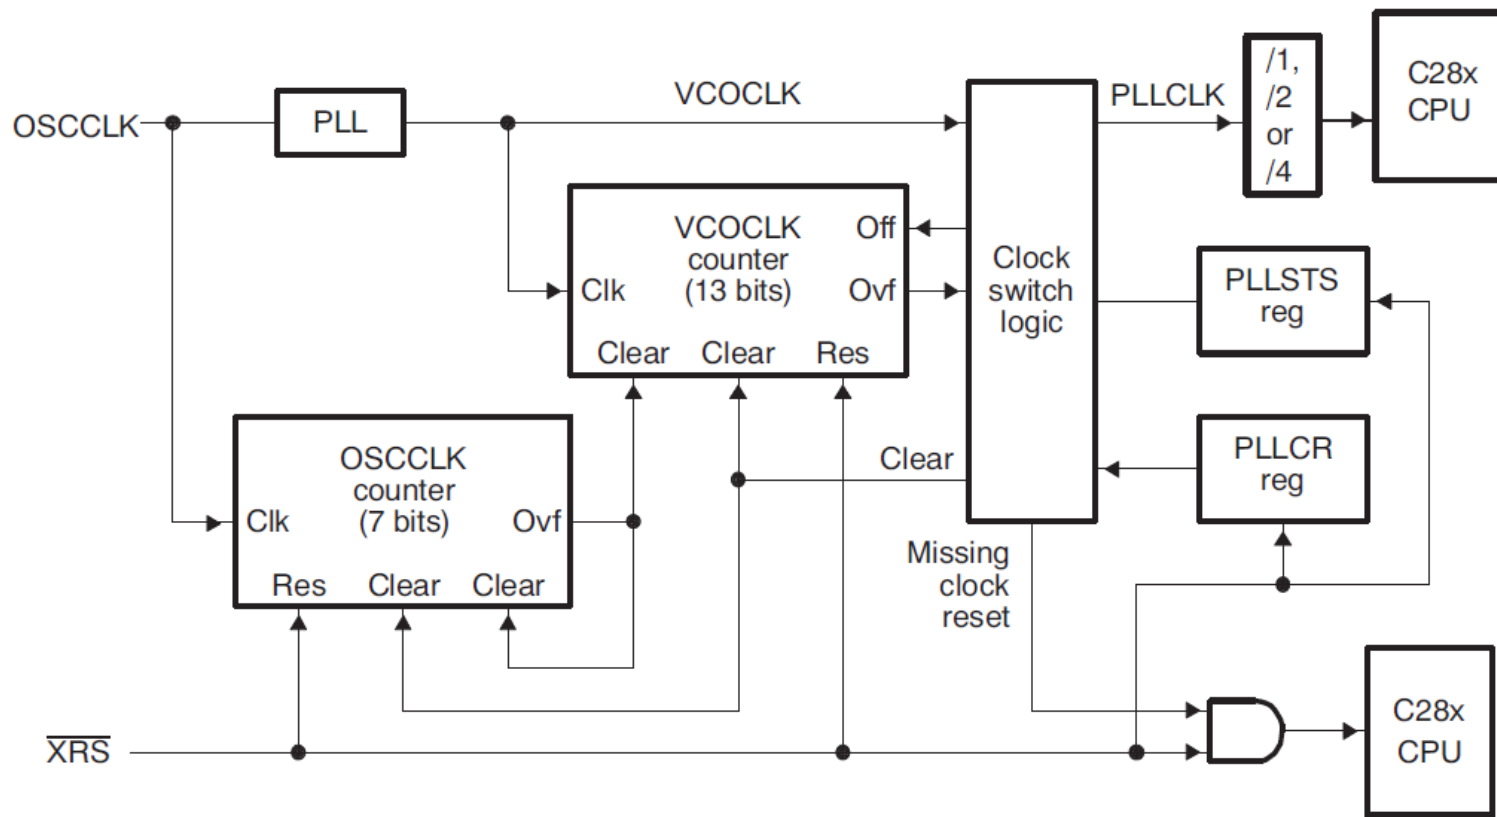 OSCCLK
PLL
VCOCLK
PLLCLK
/1,
/2
or
/4
C28x
CPU
VCOCLK
counter
(13 bits)
Off
Clk
Ovf
Clear
Clear
Res
Clock
switch
logic
PLLSTS
reg
OSCCLK
counter
(7 bits)
Clk
Ovf
Res
Clear
Clear
Clear
PLLCR
reg
Missing
clock
reset
XRS
C28x
CPU